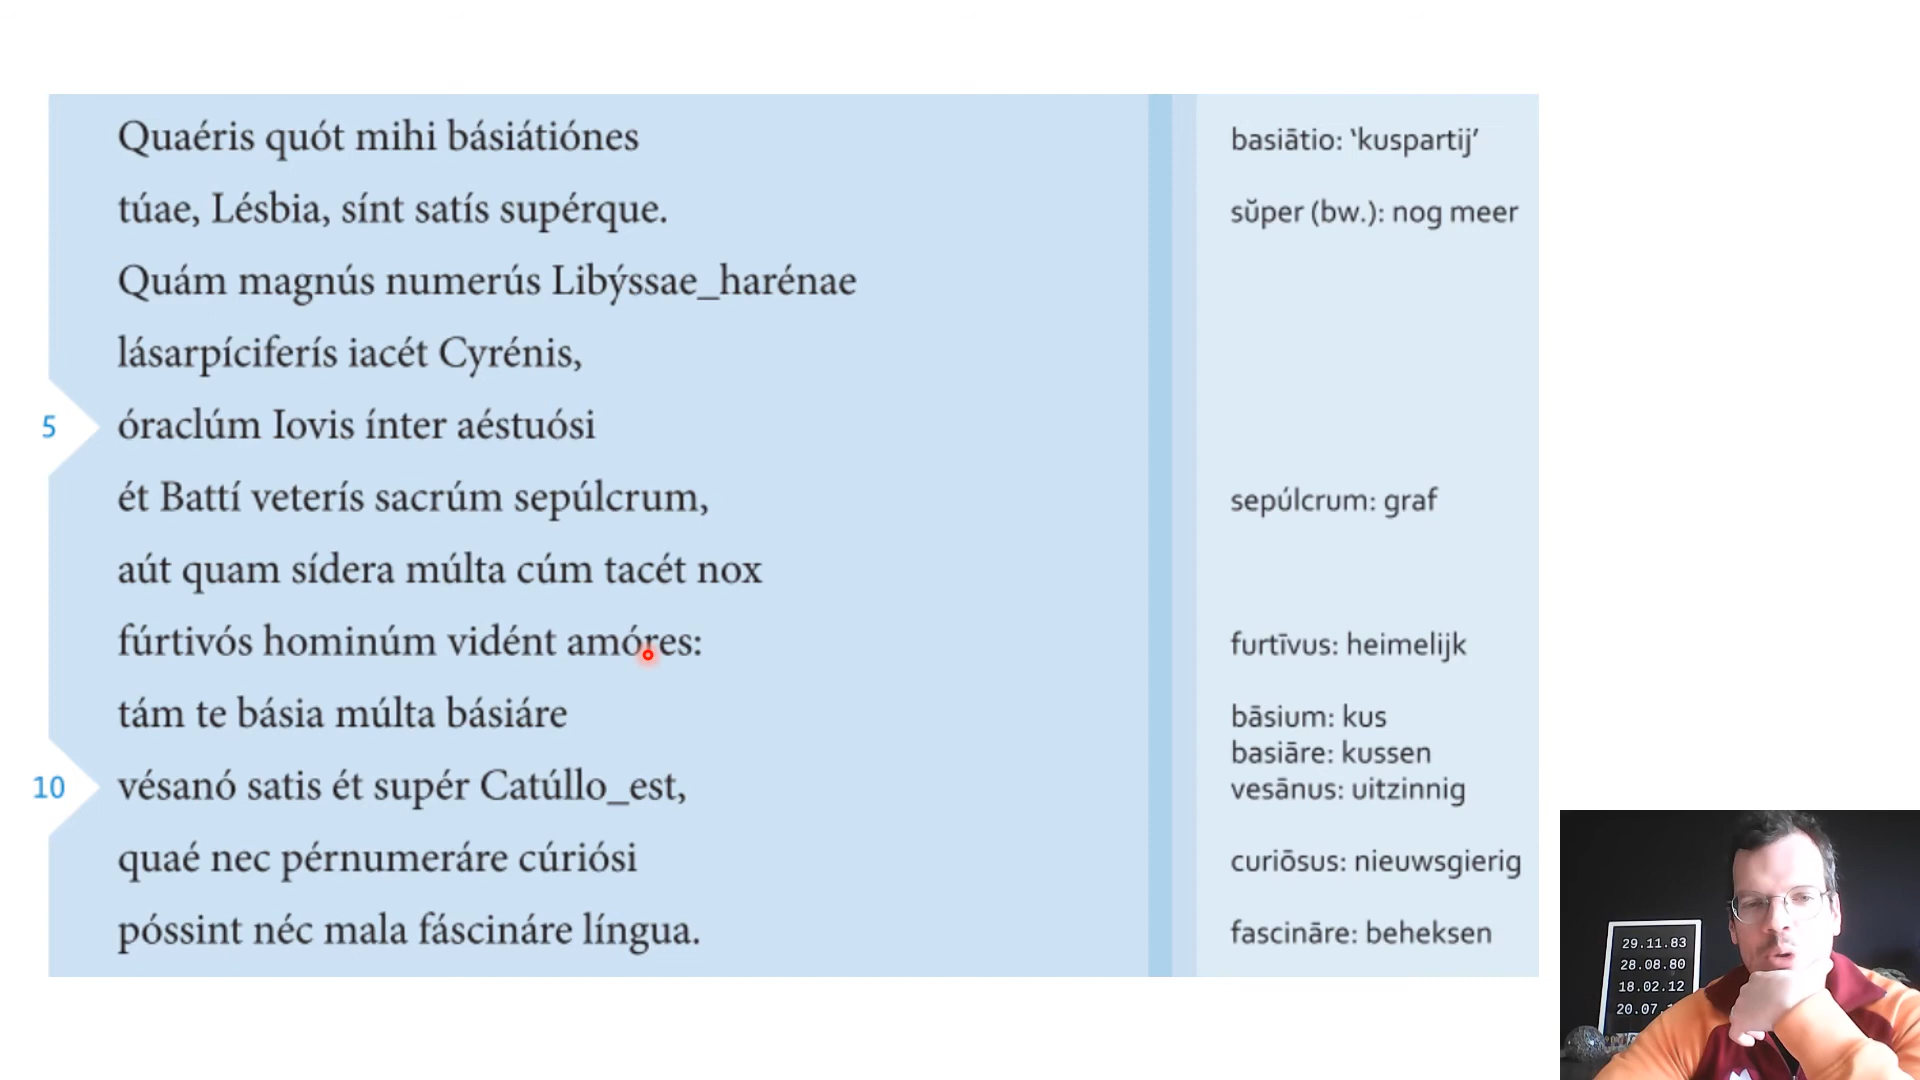 Quaéris quót mihi básiátiónes
túae, Lésbia, sínt satís supérque.
Quám magnús numerús Libýssae_harénae
lásarpíciferís iacét Cyrénis,
5 óraclúm Iovis ínter aéstuósi
ét Battí veterís sacrúm sepúlcrum,
aút quam sídera múlta cúm tacét nox
fúrtivós hominúm vidént amóres:
tám te básia múlta básiáre
10 vésanó satis ét supér Catúllo_est,
quaé nec pérnumeráre cúriósi
póssint néc mala fáscináre língua.
basiātio: ‘kuspartij’
sŭper (bw.): nog meer
sepúlcrum: graf
furtīvus: heimelijk
bāsium: kus
basiāre: kussen
vesānus: uitzinnig
curiōsus: nieuwsgierig
fascināre: beheksen
29.11.83
28.08.80
18.02.12
20.07.